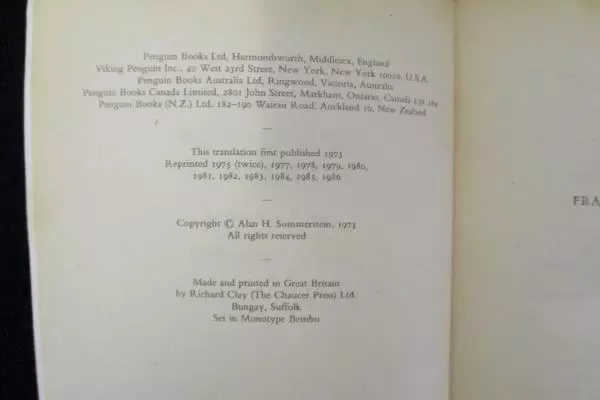 Penguin Books Ltd, Harmondsworth, Middlesex, England
Viking Penguin Inc., 40 West 23rd Street, New York, New York 10010, U.S.A.
Penguin Books Australia Ltd, Ringwood, Victoria, Australia
Penguin Books Canada Limited, 2801 John Street, Markham, Ontario, Canada L3R 1B4
Penguin Books (N.Z.) Ltd, 182–190 Wairau Road, Auckland 10, New Zealand
—
This translation first published 1973
Reprinted 1975 (twice), 1977, 1978, 1979, 1980,
1981, 1982, 1983, 1984, 1985, 1986
—
Copyright © Alan H. Sommerstein, 1973
All rights reserved
—
Made and printed in Great Britain
by Richard Clay (The Chaucer Press) Ltd.
Bungay, Suffolk
Set in Monotype Bembo
FRA